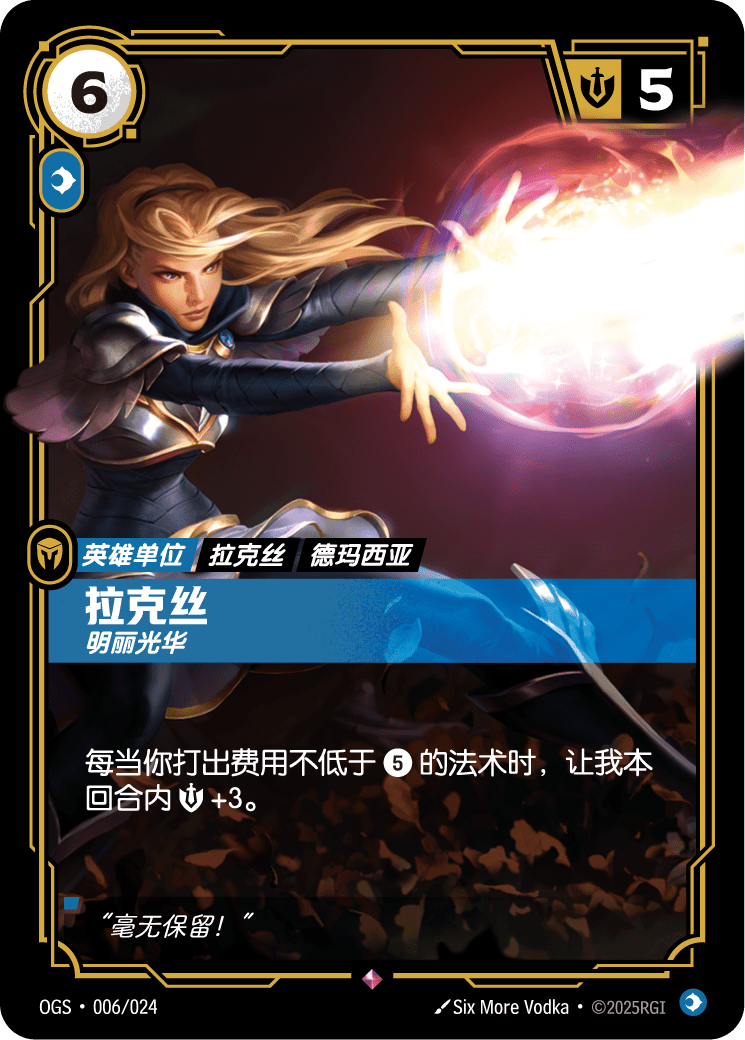 6
5
英雄单位 拉克丝 德玛西亚
拉克丝
明丽光华
每当你打出费用不低于 5 的法术时，让我本
回合内 +3。
“毫无保留！”
OGS • 006/024 Six More Vodka • ©2025RGI